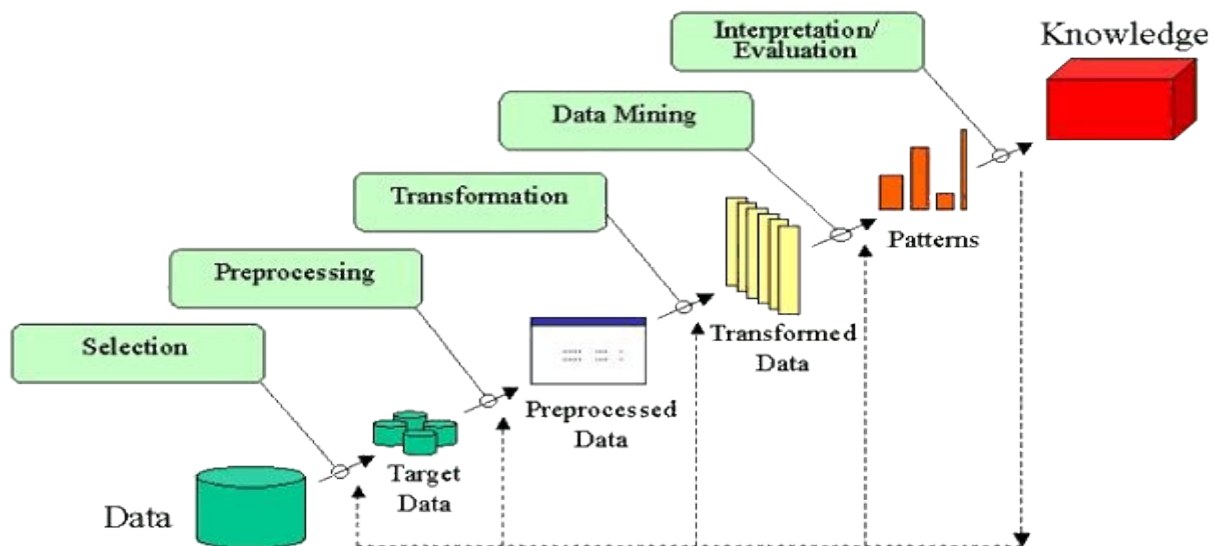 Interpretation/
Evaluation
Knowledge
Data Mining
Transformation
Patterns
Preprocessing
Transformed
Data
Selection
Preprocessed
Data
Target
Data
Data